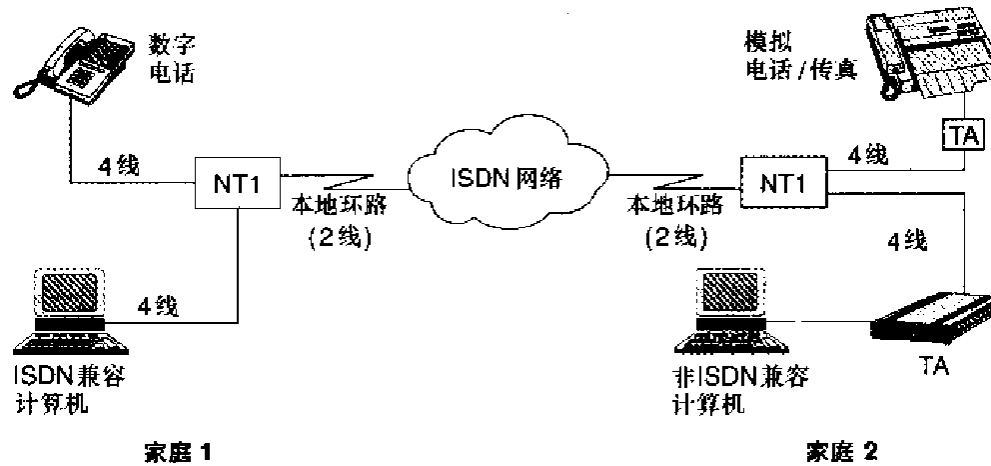 数字
电话
模拟
电话/传真
TA
4线
4线
NT1
ISDN网络
NT1
本地环路
(2线)
本地环路
(2线)
4线
4线
ISDN兼容
计算机
非ISDN兼容
计算机
TA
家庭1
家庭2